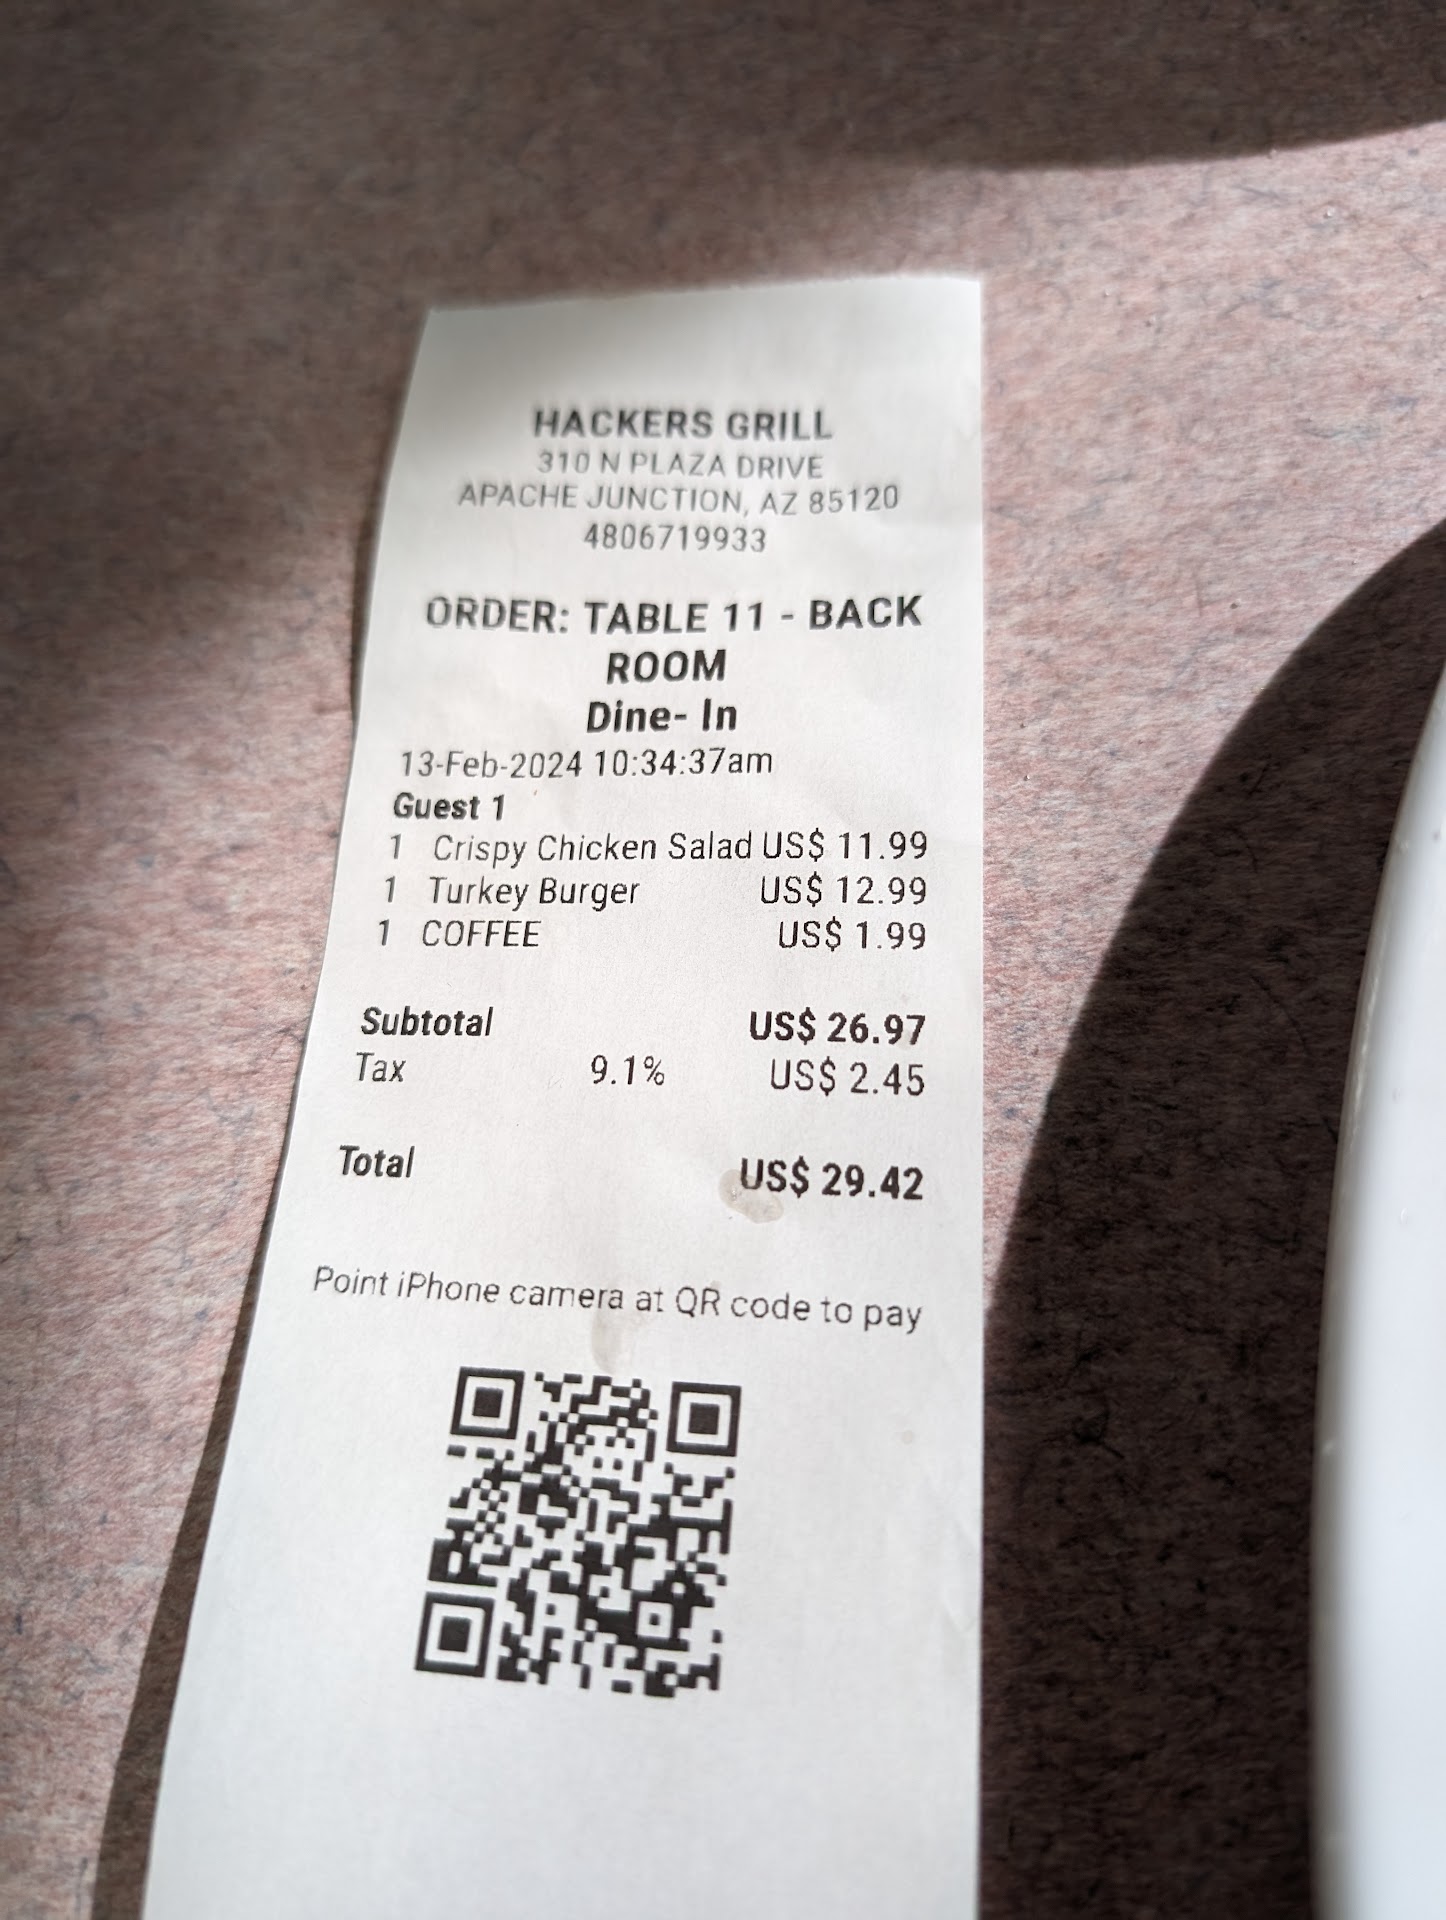 HACKERS GRILL
310 N PLAZA DRIVE
APACHE JUNCTION, AZ 85120
4806719933
ORDER: TABLE 11 - BACK
ROOM
Dine- In
13-Feb-2024 10:34:37am
Guest 1
1 Crispy Chicken Salad US$ 11.99
1 Turkey Burger US$ 12.99
1 COFFEE US$ 1.99
Subtotal US$ 26.97
Tax 9.1% US$ 2.45
Total US$ 29.42
Point iPhone camera at QR code to pay